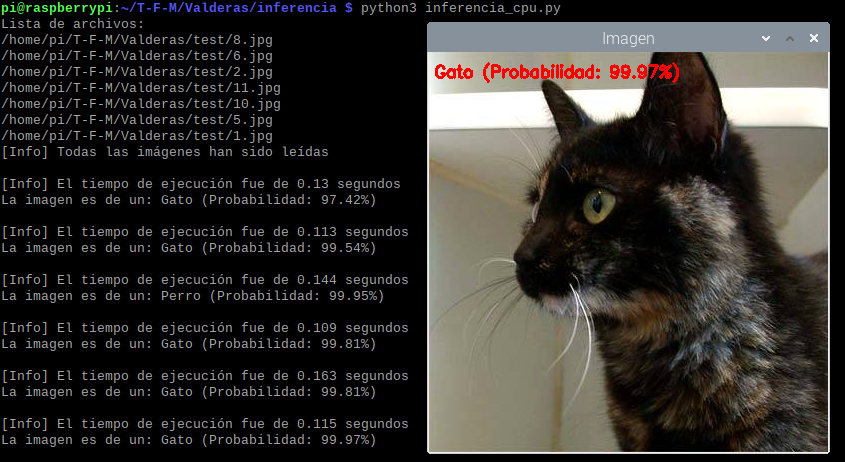 pi@raspberrypi:~/T-F-M/Valderas/inferencia $ python3 inferencia_cpu.py
Lista de archivos:
/home/pi/T-F-M/Valderas/test/8.jpg
/home/pi/T-F-M/Valderas/test/6.jpg
/home/pi/T-F-M/Valderas/test/2.jpg
/home/pi/T-F-M/Valderas/test/11.jpg
/home/pi/T-F-M/Valderas/test/10.jpg
/home/pi/T-F-M/Valderas/test/5.jpg
/home/pi/T-F-M/Valderas/test/1.jpg
[Info] Todas las imágenes han sido leídas
[Info] El tiempo de ejecución fue de 0.13 segundos
La imagen es de un: Gato (Probabilidad: 97.42%)
[Info] El tiempo de ejecución fue de 0.113 segundos
La imagen es de un: Gato (Probabilidad: 99.54%)
[Info] El tiempo de ejecución fue de 0.144 segundos
La imagen es de un: Perro (Probabilidad: 99.95%)
[Info] El tiempo de ejecución fue de 0.109 segundos
La imagen es de un: Gato (Probabilidad: 99.81%)
[Info] El tiempo de ejecución fue de 0.163 segundos
La imagen es de un: Gato (Probabilidad: 99.81%)
[Info] El tiempo de ejecución fue de 0.115 segundos
La imagen es de un: Gato (Probabilidad: 99.97%)
Imagen
Gato (Probabilidad: 99.97%)